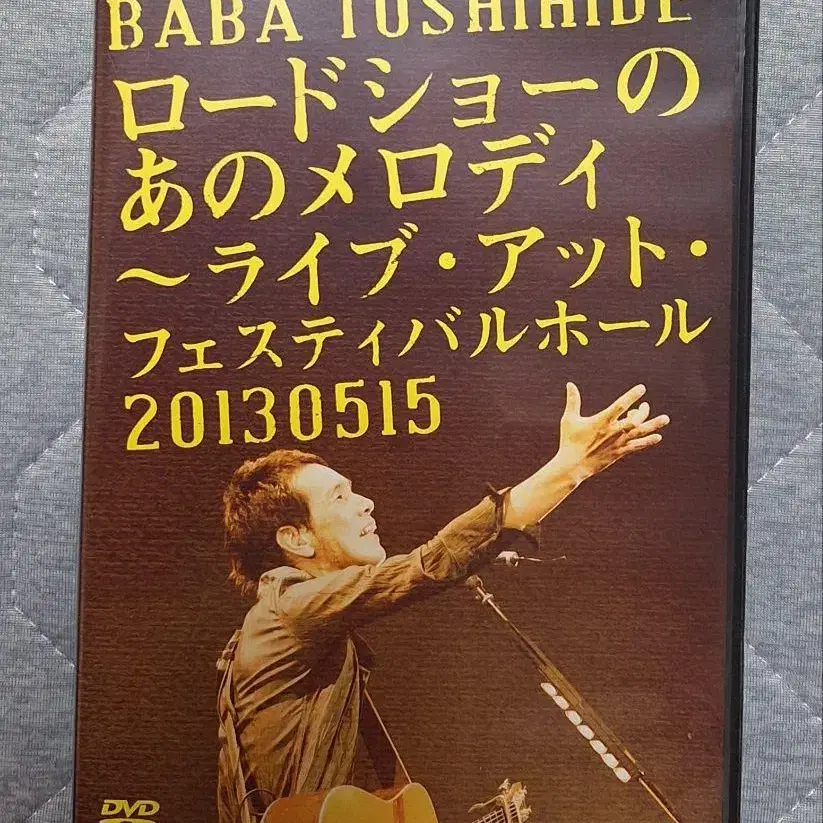 BABA TOSHIHIDE
ロードショーの
あのメロディ
～ライブ・アット・
フェスティバルホール
20130515
DVD